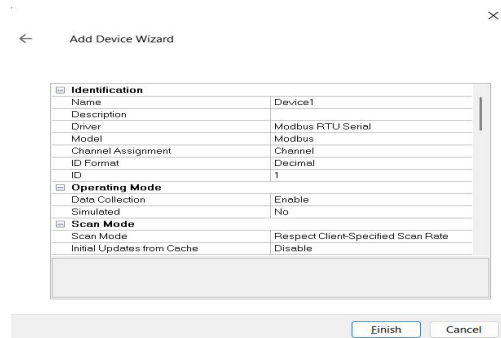 Add Device Wizard
Identification
Name Device1
Description
Driver Modbus RTU Serial
Model Modbus
Channel Assignment Channel
ID Format Decimal
ID 1
Operating Mode
Data Collection Enable
Simulated No
Scan Mode
Scan Mode Respect Client-Specified Scan Rate
Initial Updates from Cache Disable
Finish Cancel